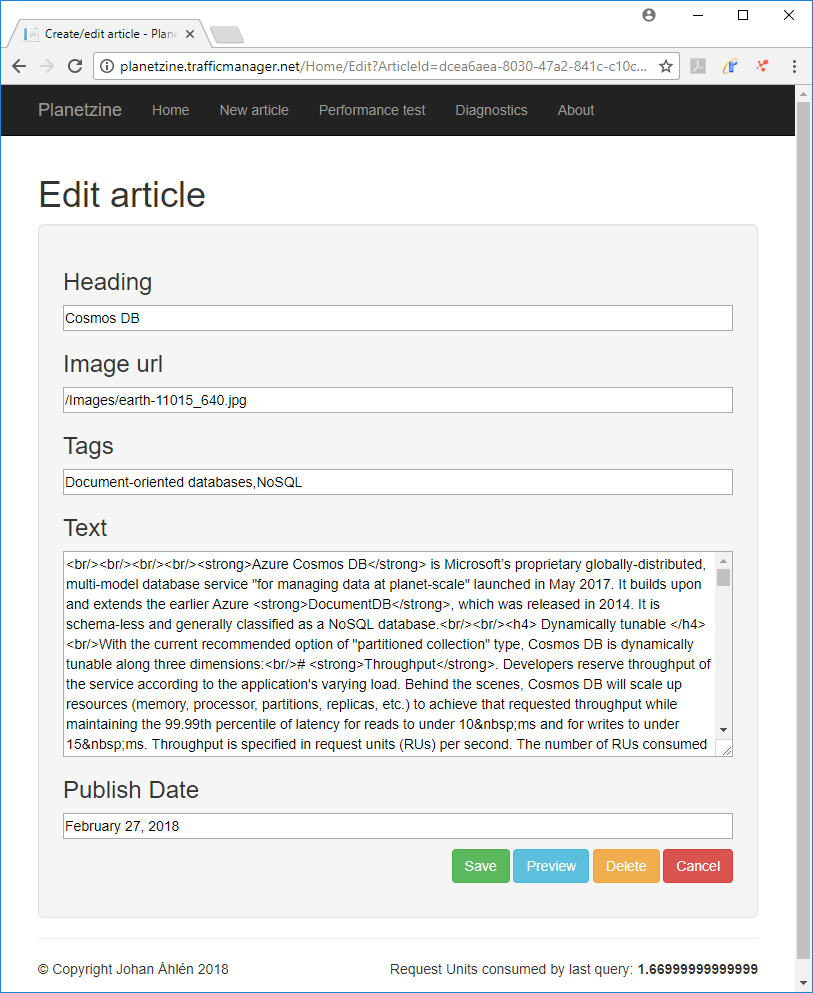 Create/edit article - Plan
planetzine.trafficmanager.net/Home/Edit?ArticleId=dcea6aea-8030-47a2-841c-c10c...
Planetzine Home New article Performance test Diagnostics About
Edit article
Heading
Cosmos DB
Image url
/Images/earth-11015_640.jpg
Tags
Document-oriented databases,NoSQL
Text
<br/><br/><br/><br/><strong>Azure Cosmos DB</strong> is Microsoft's proprietary globally-distributed,
multi-model database service "for managing data at planet-scale" launched in May 2017. It builds upon
and extends the earlier Azure <strong>DocumentDB</strong>, which was released in 2014. It is
schema-less and generally classified as a NoSQL database.<br/><br/><h4> Dynamically tunable </h4>
<br/>With the current recommended option of "partitioned collection" type, Cosmos DB is dynamically
tunable along three dimensions:<br/># <strong>Throughput</strong>. Developers reserve throughput of
the service according to the application's varying load. Behind the scenes, Cosmos DB will scale up
resources (memory, processor, partitions, replicas, etc.) to achieve that requested throughput while
maintaining the 99.99th percentile of latency for reads to under 10&nbsp;ms and for writes to under
15&nbsp;ms. Throughput is specified in request units (RUs) per second. The number of RUs consumed
Publish Date
February 27, 2018
Save Preview Delete Cancel
© Copyright Johan Åhlén 2018 Request Units consumed by last query: 1.66999999999999